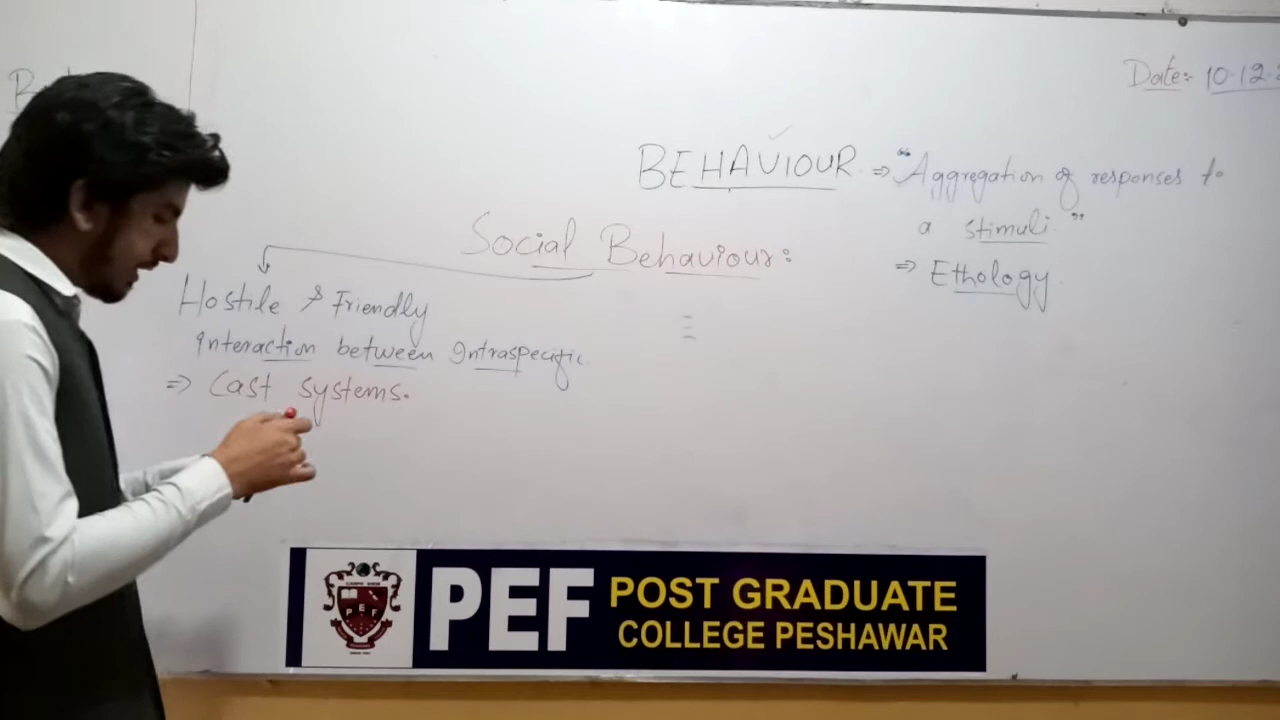 Date:- 10.12.
BEHAVIOUR ⇒ "Aggregation of responses to
a stimuli"
⇒ Ethology
Social Behaviour:
Hostile & Friendly
Interaction between Intraspecific
⇒ Cast systems.
PEF
PEF
POST GRADUATE
COLLEGE PESHAWAR